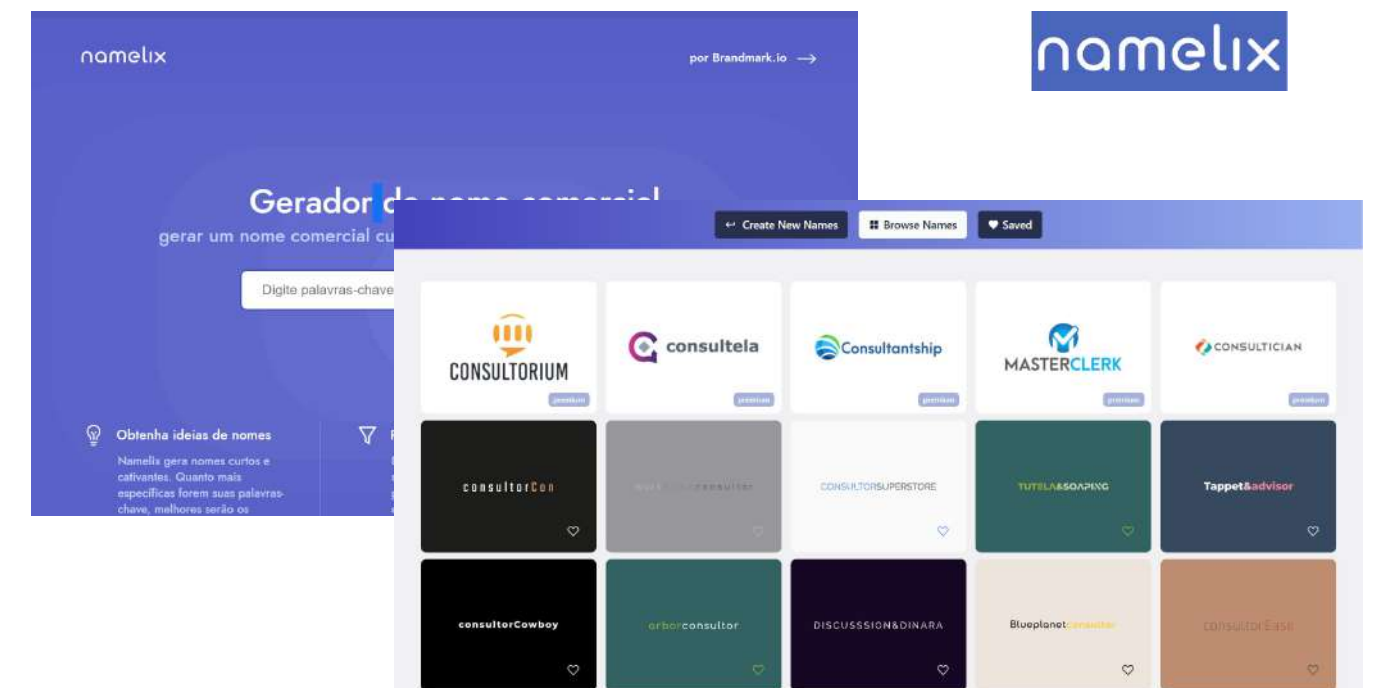 namelix
por Brandmark.io →
namelix
Gerador
gerar um nome comercial
Digite palavras-chave
Obtenha ideias de nomes
Namelix gera nomes curtos e
cativantes. Quanto mais
específicas forem suas palavras-
chave, melhores serão os
Create New Names
Browse Names
Saved
CONSULTORIUM
premium
consultela
premium
Consultantship
premium
MASTERCLERK
premium
CONSULTICIAN
premium
consultorCon
consultor
CONSULTORSUPERSTORE
TUTELA&SOAPING
Tappet&advisor
consultorCowboy
arborconsultor
DISCUSSSION&DINARA
Blueplanetconsultor
consultorEase